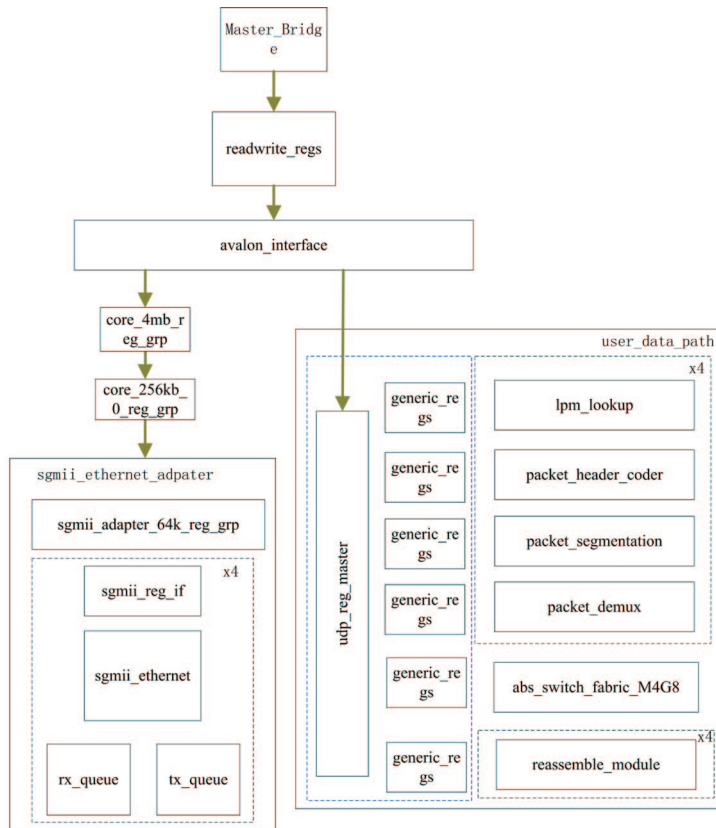 Master_Bridg
e
readwrite_regs
avalon_interface
core_4mb_r
eg_grp
core_256kb_
0_reg_grp
sgmii_ethernet_adpater
sgmii_adapter_64k_reg_grp
x4
sgmii_reg_if
sgmii_ethernet
rx_queue
tx_queue
user_data_path
udp_reg_master
generic_re
gs
generic_re
gs
generic_re
gs
generic_re
gs
generic_re
gs
generic_re
gs
x4
lpm_lookup
packet_header_coder
packet_segmentation
packet_demux
abs_switch_fabric_M4G8
x4
reassemble_module